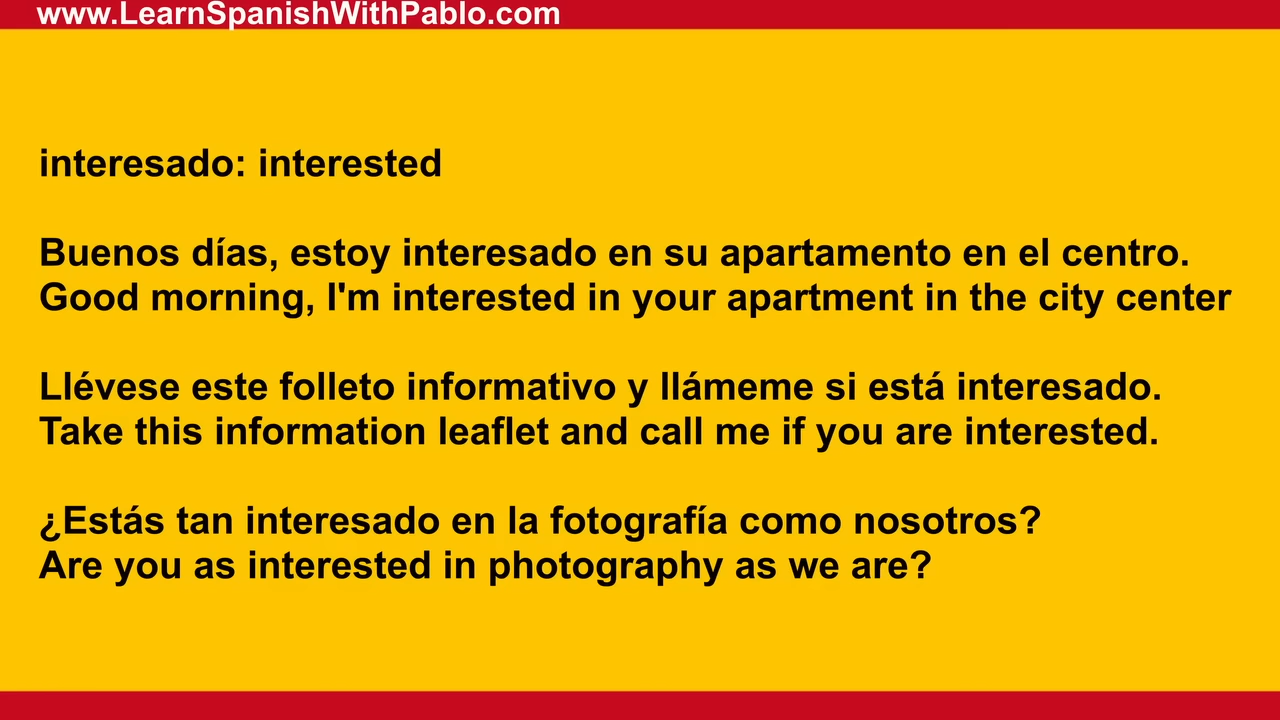 www.LearnSpanishWithPablo.com
interesado: interested
Buenos días, estoy interesado en su apartamento en el centro.
Good morning, I'm interested in your apartment in the city center
Llévese este folleto informativo y llámeme si está interesado.
Take this information leaflet and call me if you are interested.
¿Estás tan interesado en la fotografía como nosotros?
Are you as interested in photography as we are?